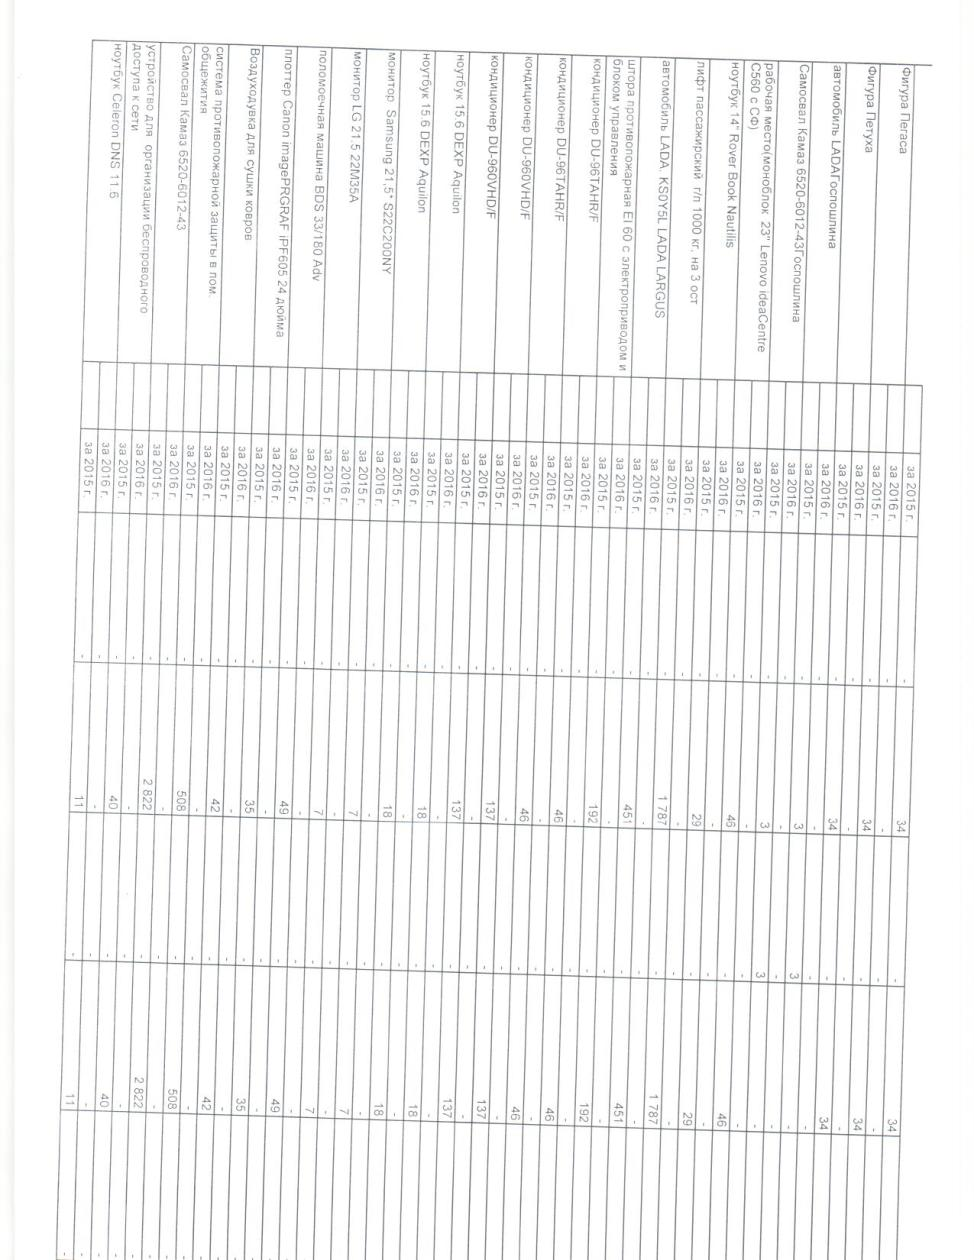 за 2015 г. - 34 - 34
Фигура Пегаса за 2016 г. - - - -
за 2015 г. - 34 - 34
Фигура Петуха за 2016 г. - - - -
за 2015 г. - 34 - 34
автомобиль LADAГоспошлина за 2016 г. - - - -
за 2015 г. - 3 3 -
Самосвал Камаз 6520-6012-43Госпошлина за 2016 г. - - - -
за 2015 г. - 3 3 -
рабочая место(моноблок 23" Lenovo ideaCentre
C560 с СФ) за 2016 г. - - - -
за 2015 г. - 46 - 46
ноутбук 14" Rover Book Nautilis за 2016 г. - - - -
за 2015 г. - 29 - 29
лифт пассажирский г/п 1000 кг. на 3 ост за 2016 г. - - - -
за 2015 г. - 1 787 - 1 787
автомобиль LADA. KS0Y5L LADA LARGUS за 2016 г. - - - -
за 2015 г. - 451 - 451
штора противопожарная EI 60 с электроприводом и
блоком управления за 2016 г. - - - -
за 2015 г. - 192 - 192
кондиционер DU-96TAHR/F за 2016 г. - - - -
за 2015 г. - 46 - 46
кондиционер DU-96TAHR/F за 2016 г. - - - -
за 2015 г. - 46 - 46
кондиционер DU-960VHD/F за 2016 г. - - - -
за 2015 г. - 137 - 137
кондиционер DU-960VHD/F за 2016 г. - - - -
за 2015 г. - 137 - 137
ноутбук 15.6 DEXP Aquilon за 2016 г. - - - -
за 2015 г. - 18 - 18
ноутбук 15.6 DEXP Aquilon за 2016 г. - - - -
за 2015 г. - 18 - 18
монитор Samsung 21,5" S22C200NY за 2016 г. - - - -
за 2015 г. - 7 - 7
монитор LG 21.5 22M35A за 2016 г. - - - -
за 2015 г. - 7 - 7
поломоечная машина BDS 33/180 Adv за 2016 г. - - - -
за 2015 г. - 49 - 49
плоттер Canon imagePRGRAF iPF605 24 дюйма за 2016 г. - - - -
за 2015 г. - 35 - 35
Воздуходувка для сушки ковров за 2016 г. - - - -
за 2015 г. - 42 - 42
система противопожарной защиты в пом.
общежития за 2016 г. - - - -
за 2015 г. - 508 - 508
Самосвал Камаз 6520-6012-43 за 2016 г. - - - -
за 2015 г. - 2 822 - 2 822
устройство для организации беспроводного
доступа к сети за 2016 г. - - - -
за 2015 г. - 40 - 40
ноутбук Celeron DNS 11.6 за 2016 г. - - - -
за 2015 г. - 11 - 11 -